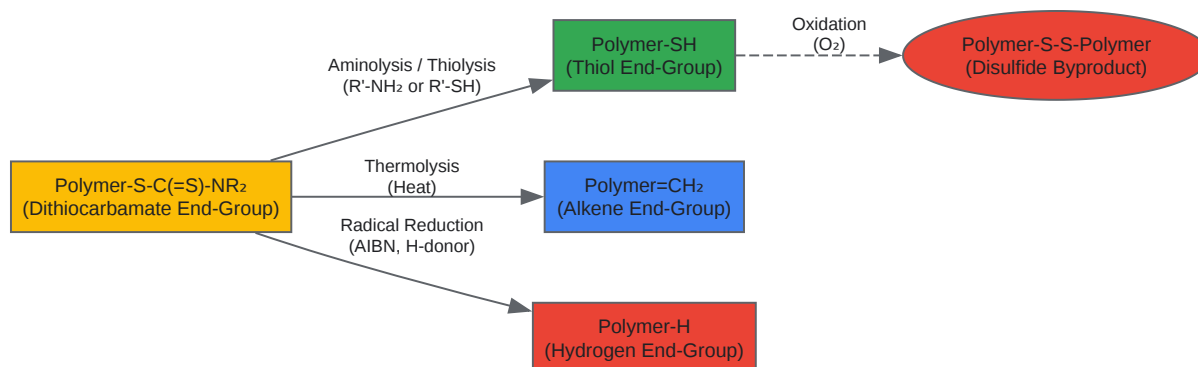 Oxidation
(O₂)
Polymer-SH
(Thiol End-Group)
Polymer-S-S-Polymer
(Disulfide Byproduct)
Aminolysis / Thiolysis
(R'-NH₂ or R'-SH)
Thermolysis
(Heat)
Polymer-S-C(=S)-NR₂
(Dithiocarbamate End-Group)
Polymer=CH₂
(Alkene End-Group)
Radical Reduction
(AIBN, H-donor)
Polymer-H
(Hydrogen End-Group)